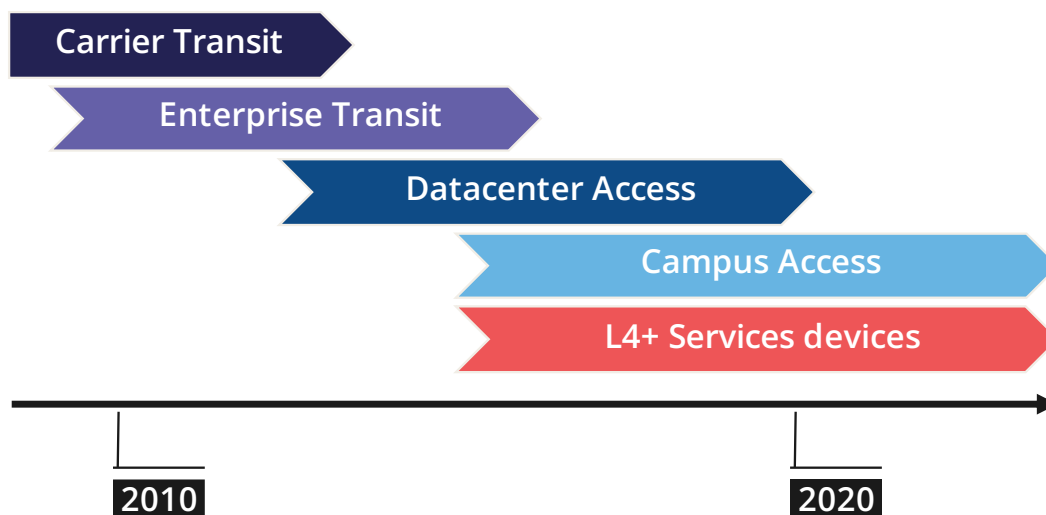 Carrier Transit
Enterprise Transit
Datacenter Access
Campus Access
L4+ Services devices
2010
2020